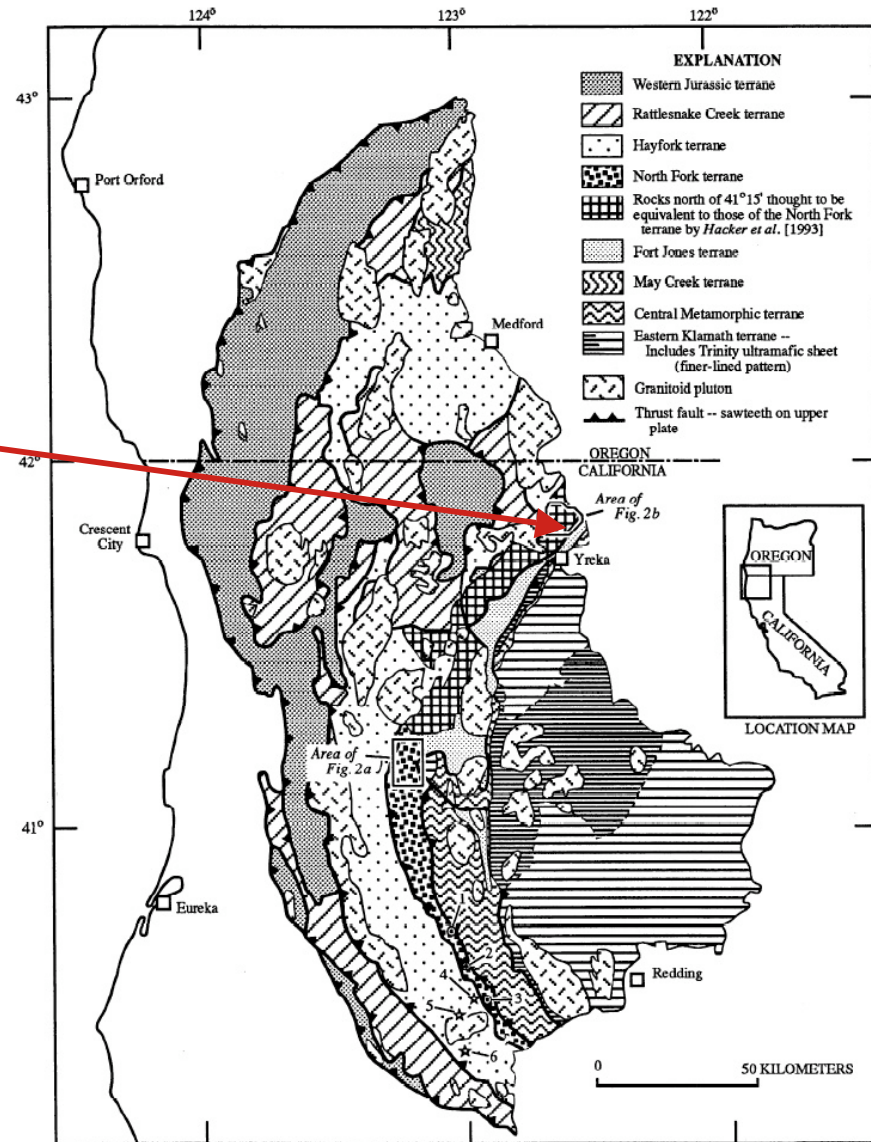 124°
123°
122°
43°
EXPLANATION
Western Jurassic terrane
Rattlesnake Creek terrane
Hayfork terrane
North Fork terrane
Rocks north of 41°15' thought to be
equivalent to those of the North Fork
terrane by Hacker et al. [1993]
Fort Jones terrane
May Creek terrane
Central Metamorphic terrane
Eastern Klamath terrane --
Includes Trinity ultramafic sheet
(finer-lined pattern)
Granitoid pluton
Thrust fault -- sawteeth on upper
plate
Port Orford
Medford
42°
OREGON
CALIFORNIA
Area of
Fig. 2b
Crescent
City
Yreka
OREGON
CALIFORNIA
LOCATION MAP
Area of
Fig. 2a
41°
Eureka
1
2
4
3
5
6
Redding
0
50 KILOMETERS
124°
123°
122°